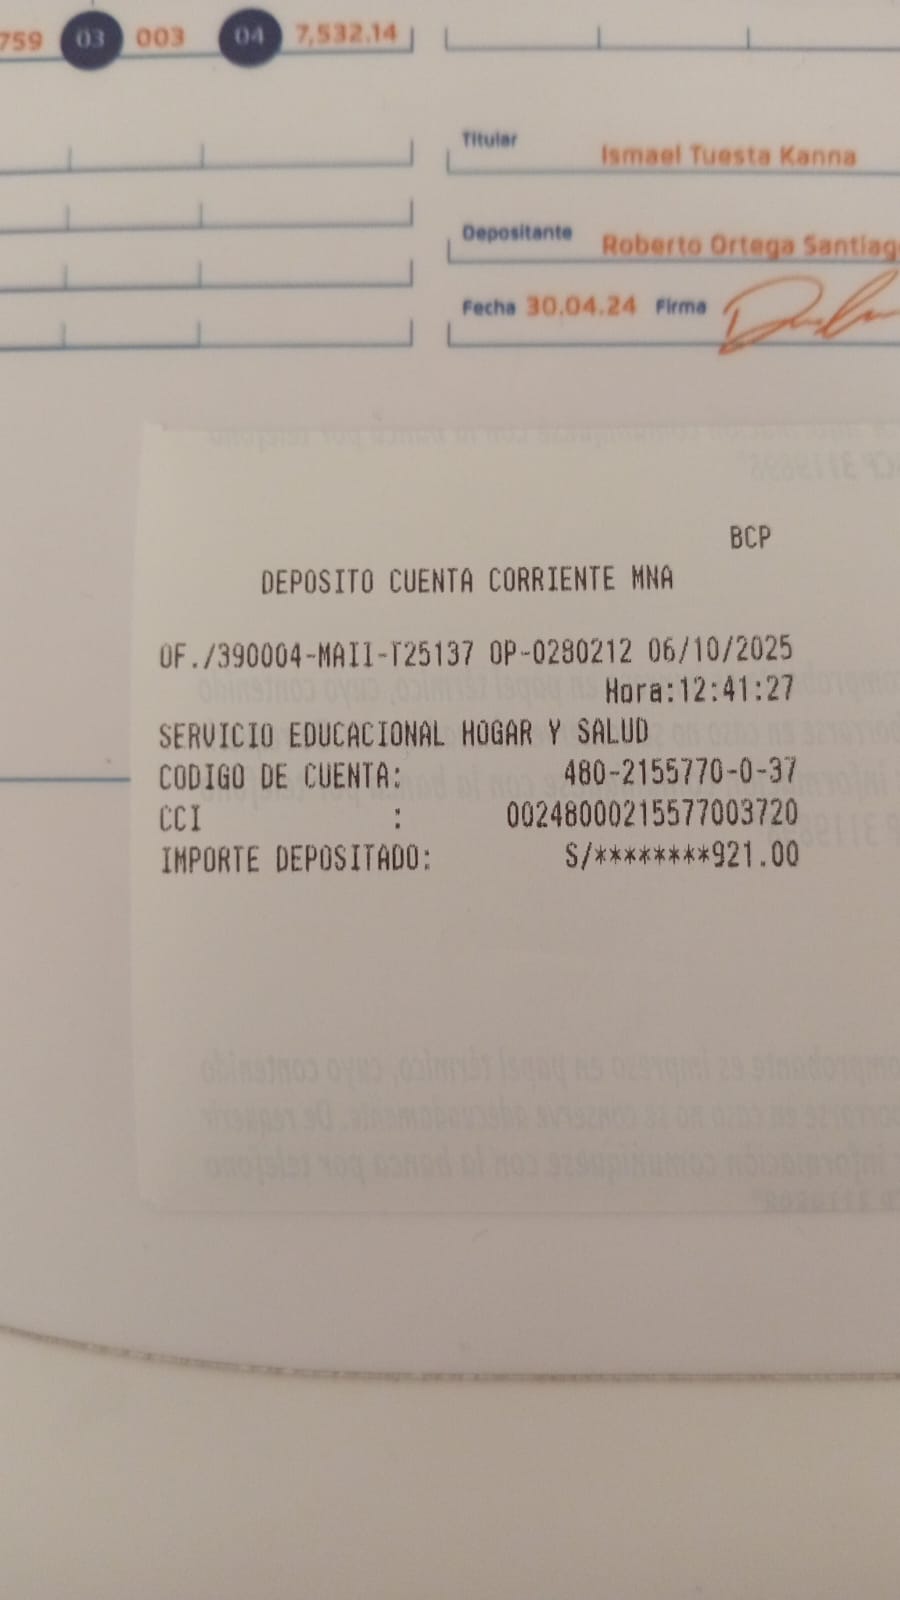 759 03 003 04 7,532.14
Titular Ismael Tuesta Kanna
Depositante Roberto Ortega
Fecha 30.04.24 Firma
BCP
DEPOSITO CUENTA CORRIENTE MNA
OF./390004-MAII-T25137 OP-0280212 06/10/2025
Hora:12:41:27
SERVICIO EDUCACIONAL HOGAR Y SALUD
CODIGO DE CUENTA: 480-2155770-0-37
CCI : 00248000215577003720
IMPORTE DEPOSITADO: S/********921.00